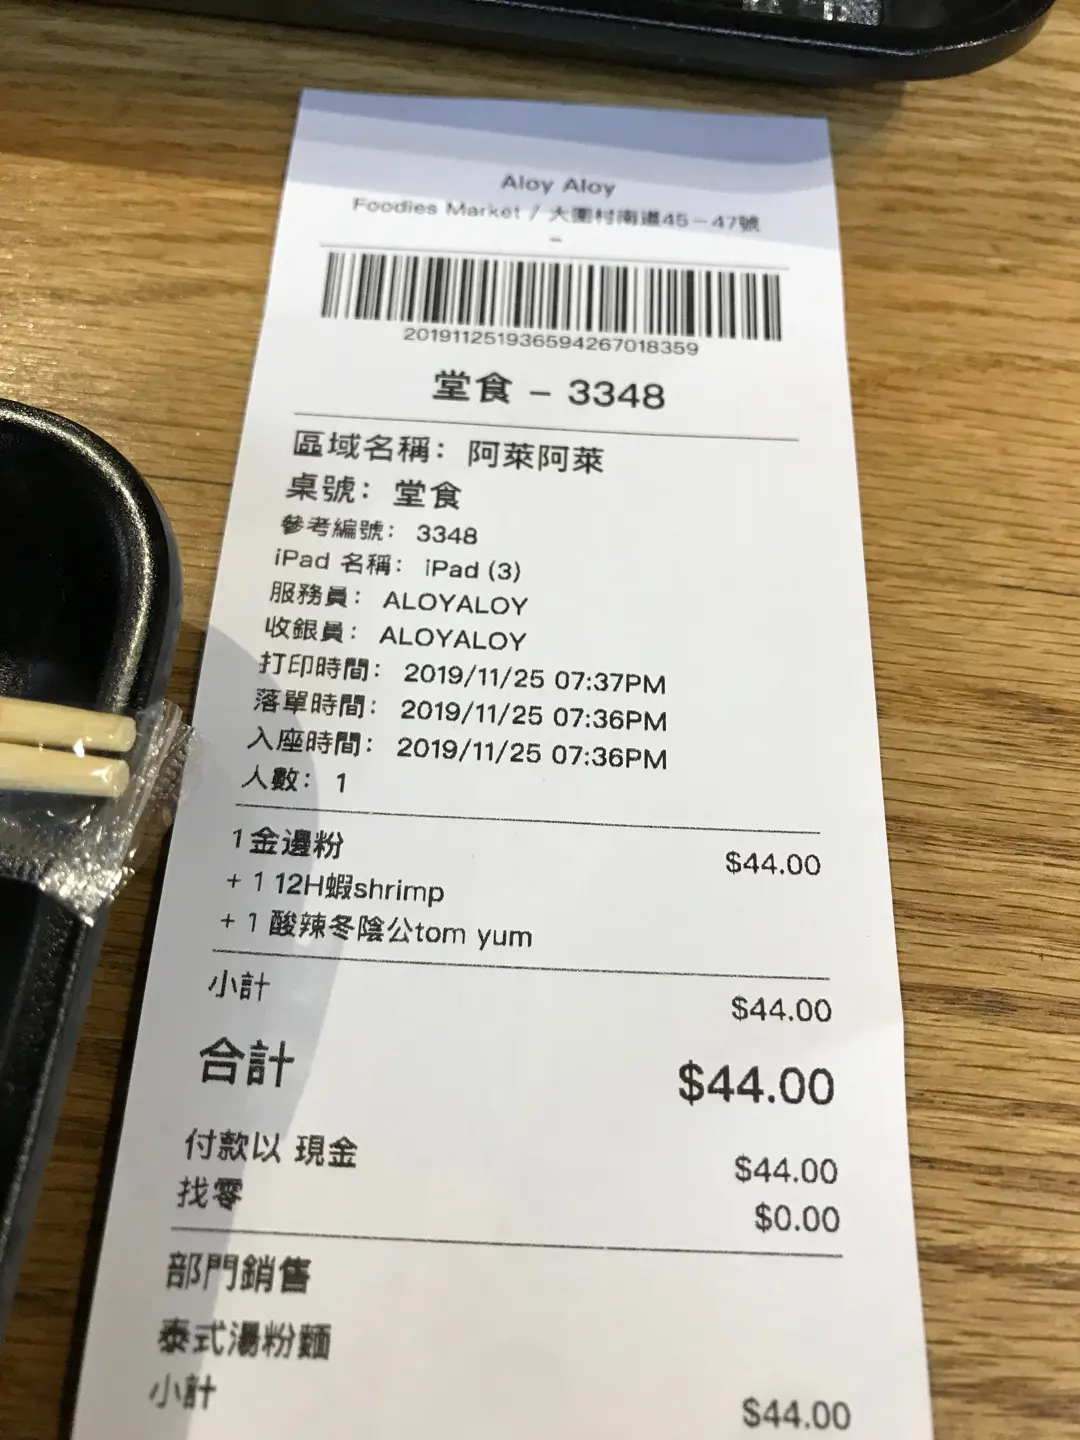 Aloy Aloy
Foodies Market / 大圍村南道45-47號
-
201911251936594267018359
堂食 - 3348
區域名稱: 阿萊阿萊
桌號: 堂食
參考編號: 3348
iPad 名稱: iPad (3)
服務員: ALOYALOY
收銀員: ALOYALOY
打印時間: 2019/11/25 07:37PM
落單時間: 2019/11/25 07:36PM
入座時間: 2019/11/25 07:36PM
人數: 1
1 金邊粉 $44.00
+ 1 12H蝦shrimp
+ 1 酸辣冬陰公tom yum
小計 $44.00
合計 $44.00
付款以 現金 $44.00
找零 $0.00
部門銷售
泰式湯粉麵
小計 $44.00